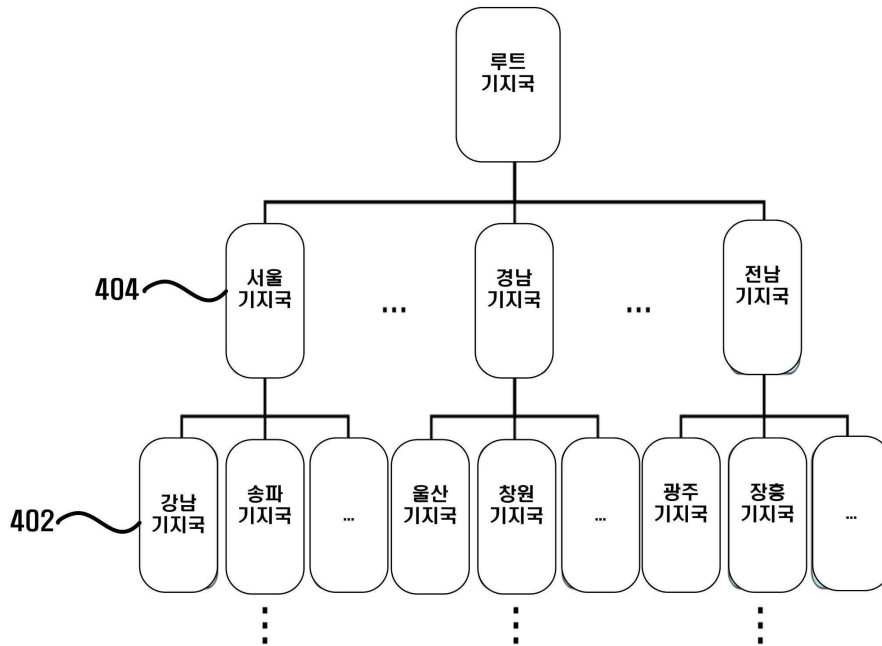 루트
기지국
404
서울
기지국
...
경남
기지국
...
전남
기지국
402
강남
기지국
송파
기지국
...
울산
기지국
창원
기지국
...
광주
기지국
장흥
기지국
...